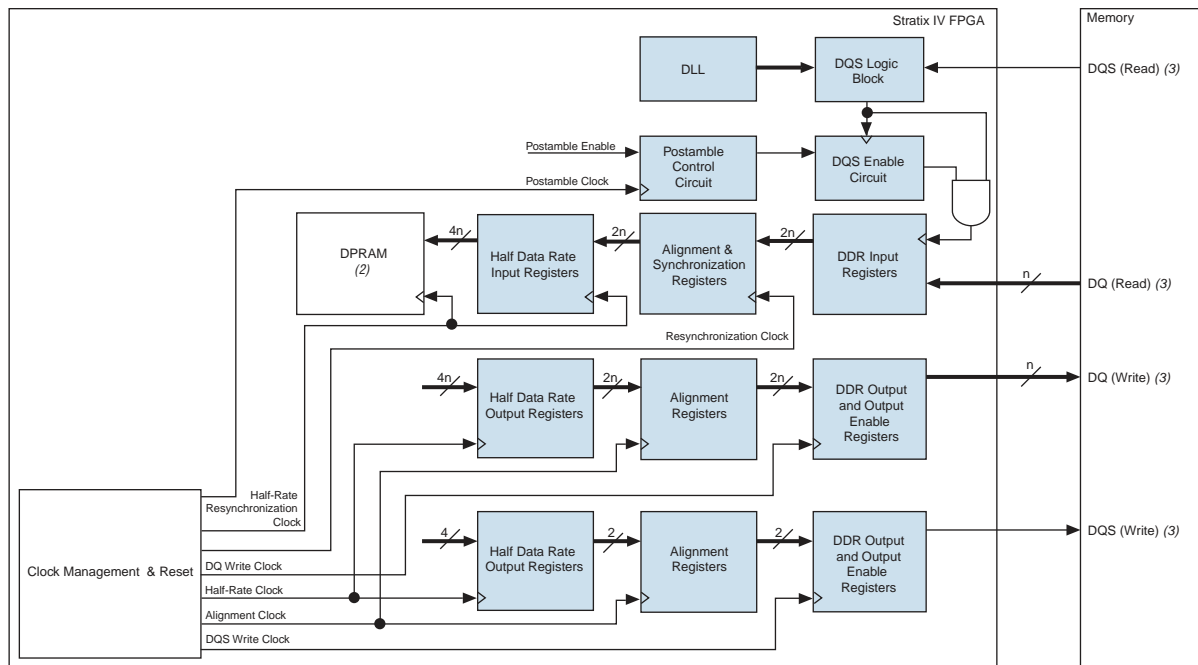 Stratix IV FPGA
Memory
DLL
DQS Logic
Block
DQS (Read) (3)
Postamble Enable
Postamble Clock
Postamble
Control
Circuit
DQS Enable
Circuit
DPRAM
(2)
4n
Half Data Rate
Input Registers
2n
Alignment &
Synchronization
Registers
2n
DDR Input
Registers
n
DQ (Read) (3)
Resynchronization Clock
4n
Half Data Rate
Output Registers
2n
Alignment
Registers
2n
DDR Output
and Output
Enable
Registers
n
DQ (Write) (3)
Clock Management & Reset
Half-Rate
Resynchronization
Clock
DQ Write Clock
Half-Rate Clock
Alignment Clock
DQS Write Clock
4
Half Data Rate
Output Registers
2
Alignment
Registers
2
DDR Output
and Output
Enable
Registers
DQS (Write) (3)